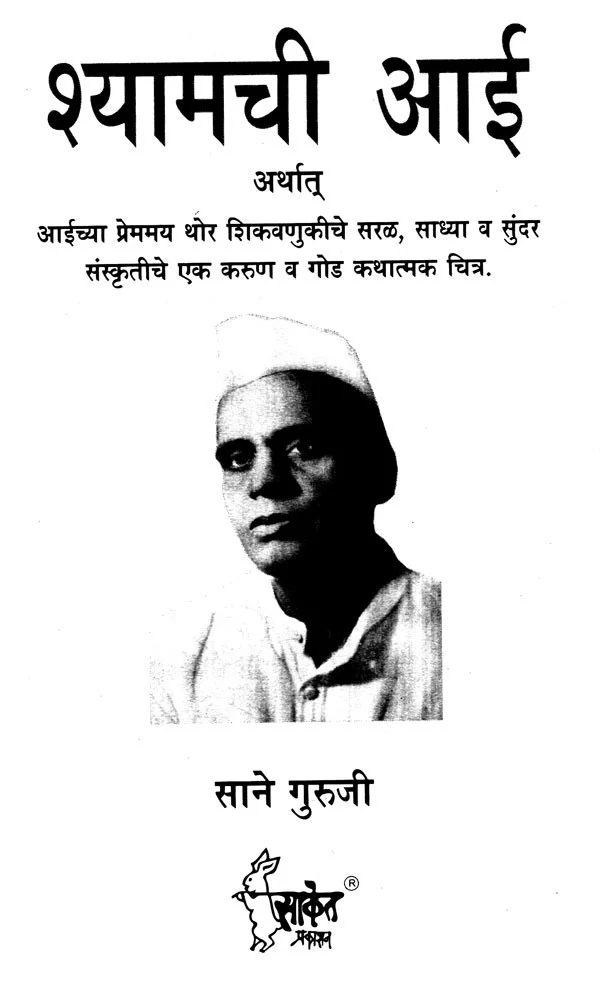 श्यामची आई
अर्थात्
आईच्या प्रेममय थोर शिकवणुकीचे सरळ, साध्या व सुंदर
संस्कृतीचे एक करुण व गोड कथात्मक चित्र.
साने गुरुजी
साकेत ®
प्रकाशन